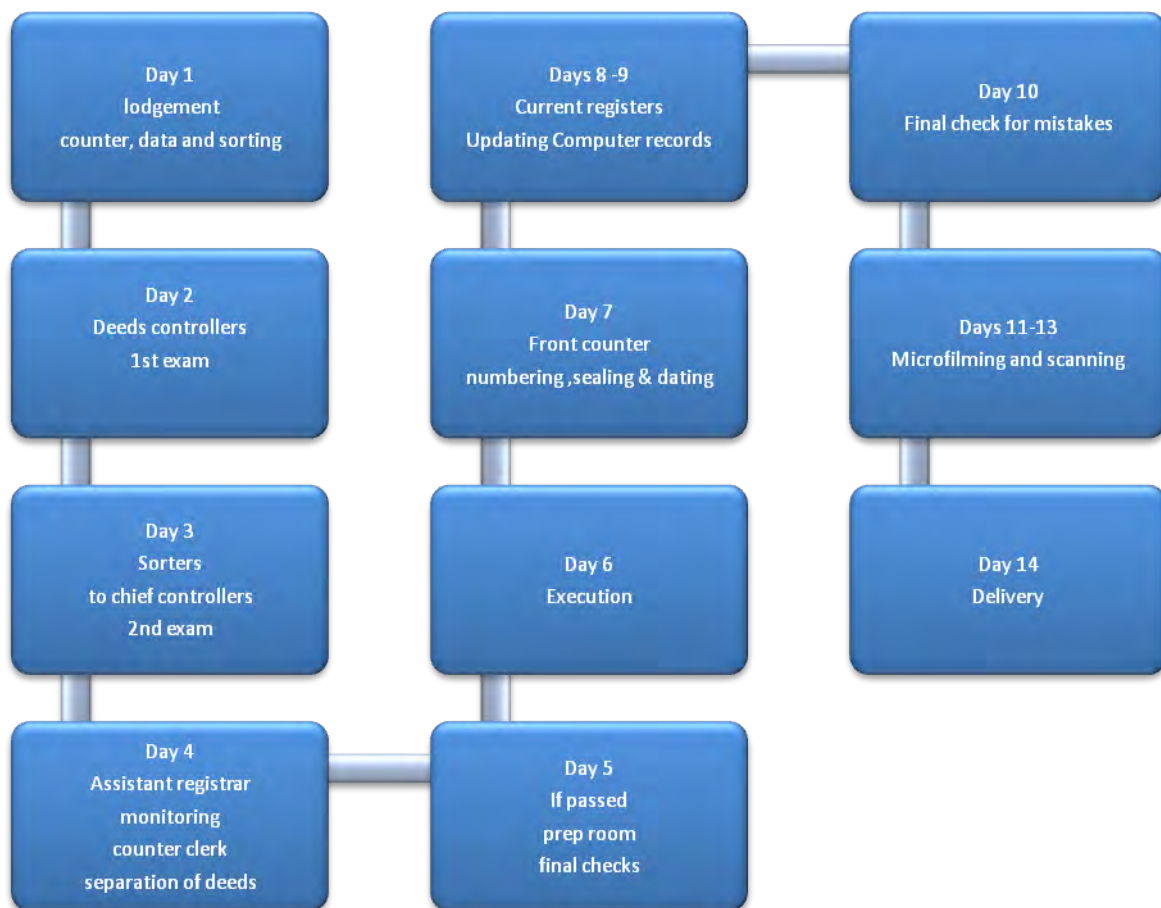 Day 1
lodgement
counter, data and sorting
Day 2
Deeds controllers
1st exam
Day 3
Sorters
to chief controllers
2nd exam
Day 4
Assistant registrar
monitoring
counter clerk
separation of deeds
Day 5
If passed
prep room
final checks
Day 6
Execution
Day 7
Front counter
numbering ,sealing & dating
Days 8 -9
Current registers
Updating Computer records
Day 10
Final check for mistakes
Days 11-13
Microfilming and scanning
Day 14
Delivery